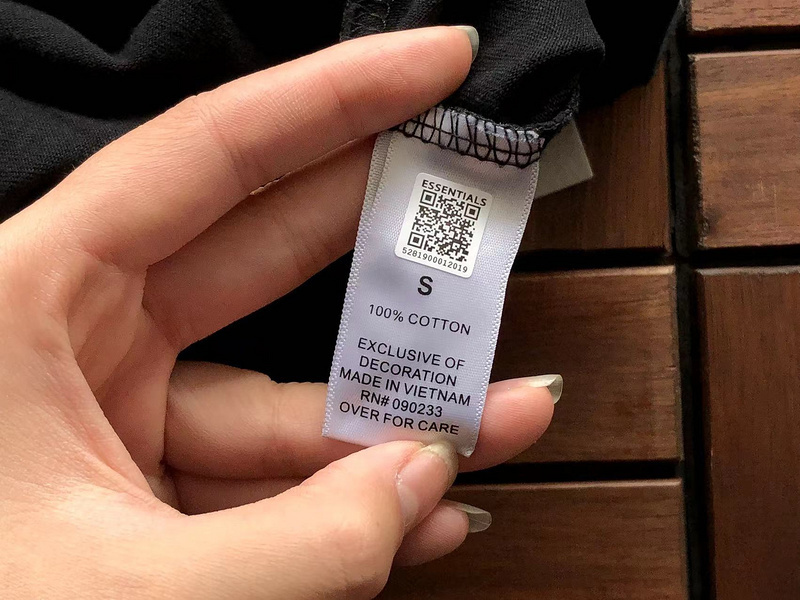 ESSENTIALS
5281900012019
S
100% COTTON
EXCLUSIVE OF
DECORATION
MADE IN VIETNAM
RN# 090233
OVER FOR CARE